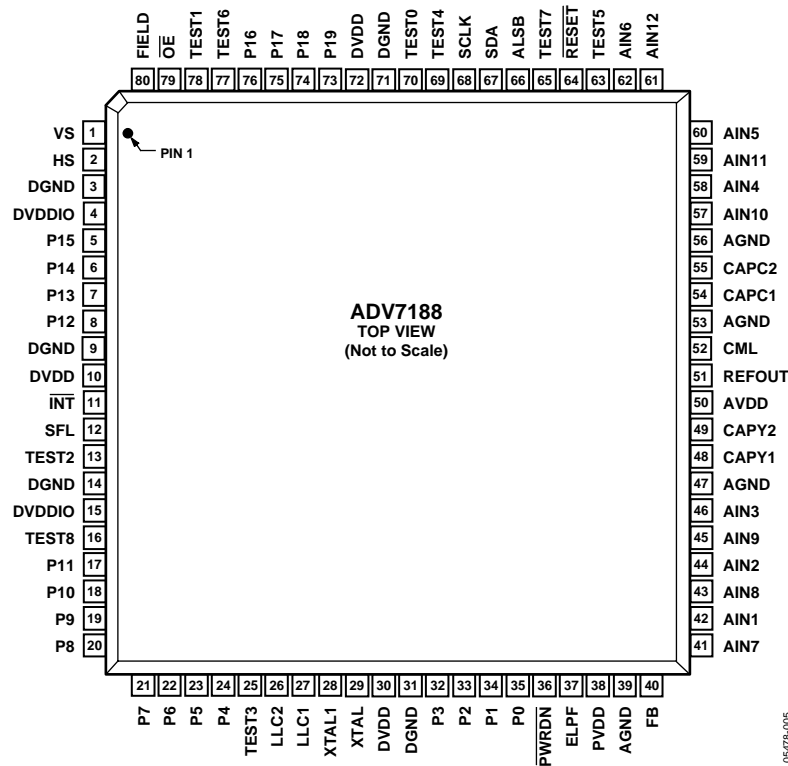 FIELD
OE
TEST1
TEST6
P16
P17
P18
P19
DVDD
DGND
TEST0
TEST4
SCLK
SDA
ALSB
TEST7
RESET
TEST5
AIN6
AIN12
80 79 78 77 76 75 74 73 72 71 70 69 68 67 66 65 64 63 62 61
VS 1
HS 2
DGND 3
DVDDIO 4
P15 5
P14 6
P13 7
P12 8
DGND 9
DVDD 10
INT 11
SFL 12
TEST2 13
DGND 14
DVDDIO 15
TEST8 16
P11 17
P10 18
P9 19
P8 20
PIN 1
ADV7188
TOP VIEW
(Not to Scale)
60 AIN5
59 AIN11
58 AIN4
57 AIN10
56 AGND
55 CAPC2
54 CAPC1
53 AGND
52 CML
51 REFOUT
50 AVDD
49 CAPY2
48 CAPY1
47 AGND
46 AIN3
45 AIN9
44 AIN2
43 AIN8
42 AIN1
41 AIN7
21 22 23 24 25 26 27 28 29 30 31 32 33 34 35 36 37 38 39 40
P7
P6
P5
P4
TEST3
LLC2
LLC1
XTAL1
XTAL
DVDD
DGND
P3
P2
P1
P0
PWRDN
ELPF
PVDD
AGND
FB
05478-005